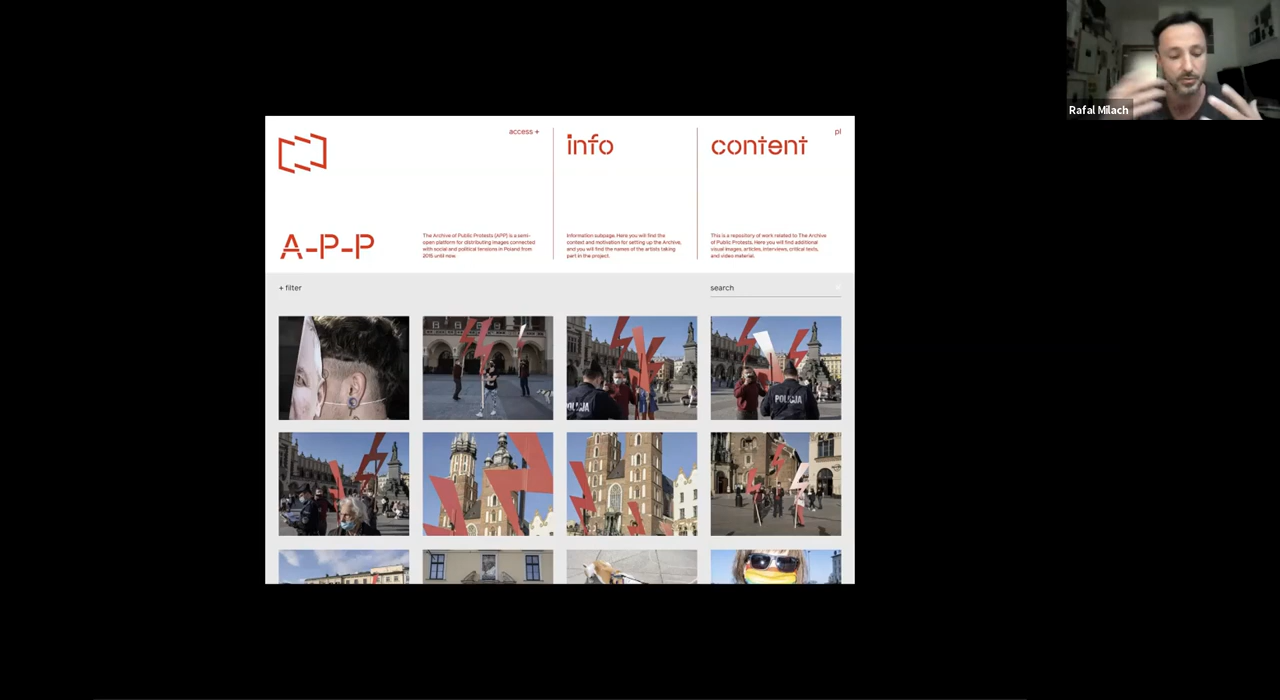 Rafal Milach
access +
info
content
pl
A-P-P
The Archive of Public Protests (APP) is a semi-
open platform for distributing images connected
with social and political tensions in Poland from
2015 until now.
Information subpage. Here you will find the
context and motivation for setting up the Archive,
and you will find the names of the artists taking
part in the project.
This is a repository of work related to The Archive
of Public Protests. Here you will find additional
visual images, articles, interviews, critical texts,
and video material.
+ filter
search
POLICJA